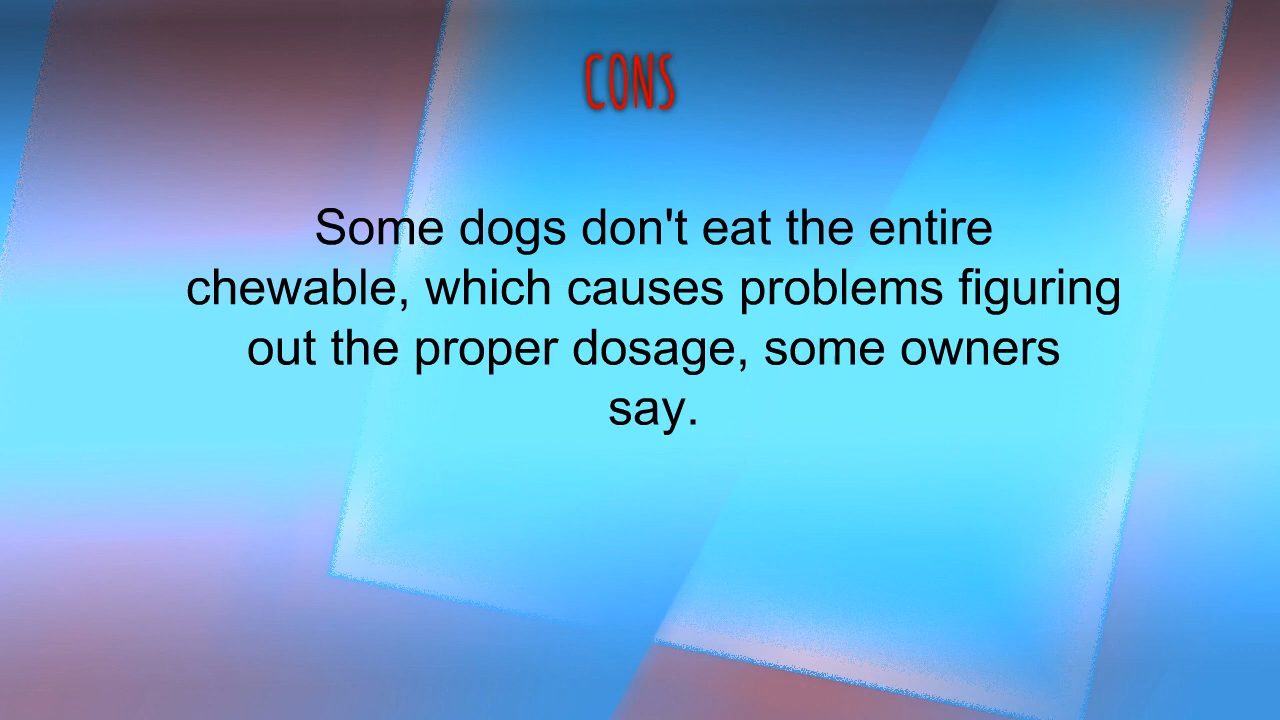 CONS
Some dogs don't eat the entire
chewable, which causes problems figuring
out the proper dosage, some owners
say.